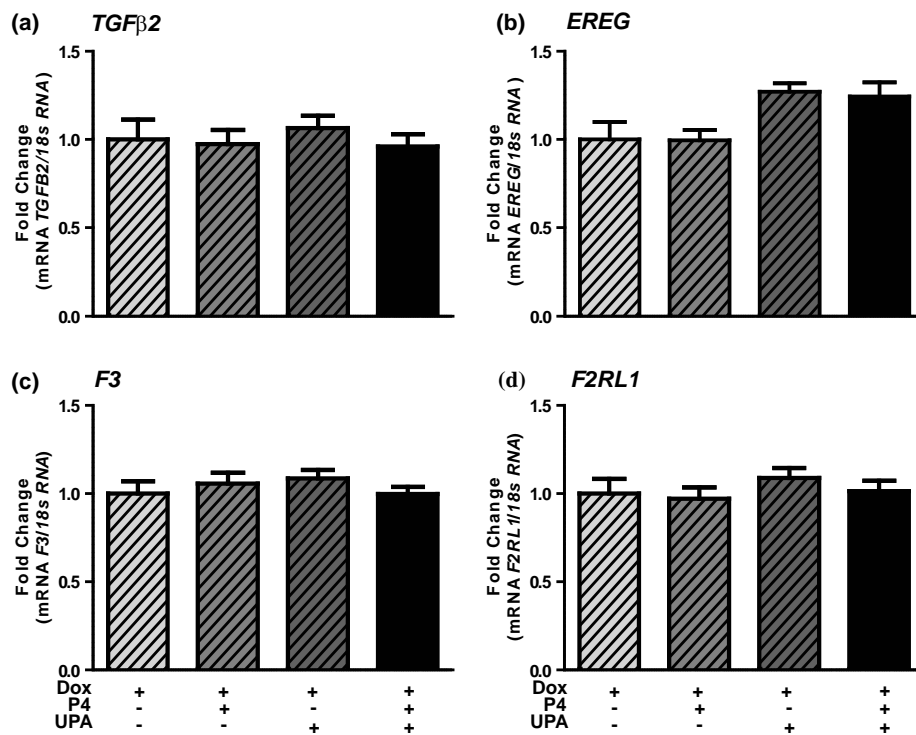 (a) TGFβ2
1.5
1.0
0.5
0.0
Fold Change
(mRNA TGFB2/18s RNA)
(b) EREG
1.5
1.0
0.5
0.0
Fold Change
(mRNA EREG/18s RNA)
(c) F3
1.5
1.0
0.5
0.0
Fold Change
(mRNA F3/18s RNA)
(d) F2RL1
1.5
1.0
0.5
0.0
Fold Change
(mRNA F2RL1/18s RNA)
Dox + + + +
P4 - + - +
UPA - - + +
Dox + + + +
P4 - + - +
UPA - - + +